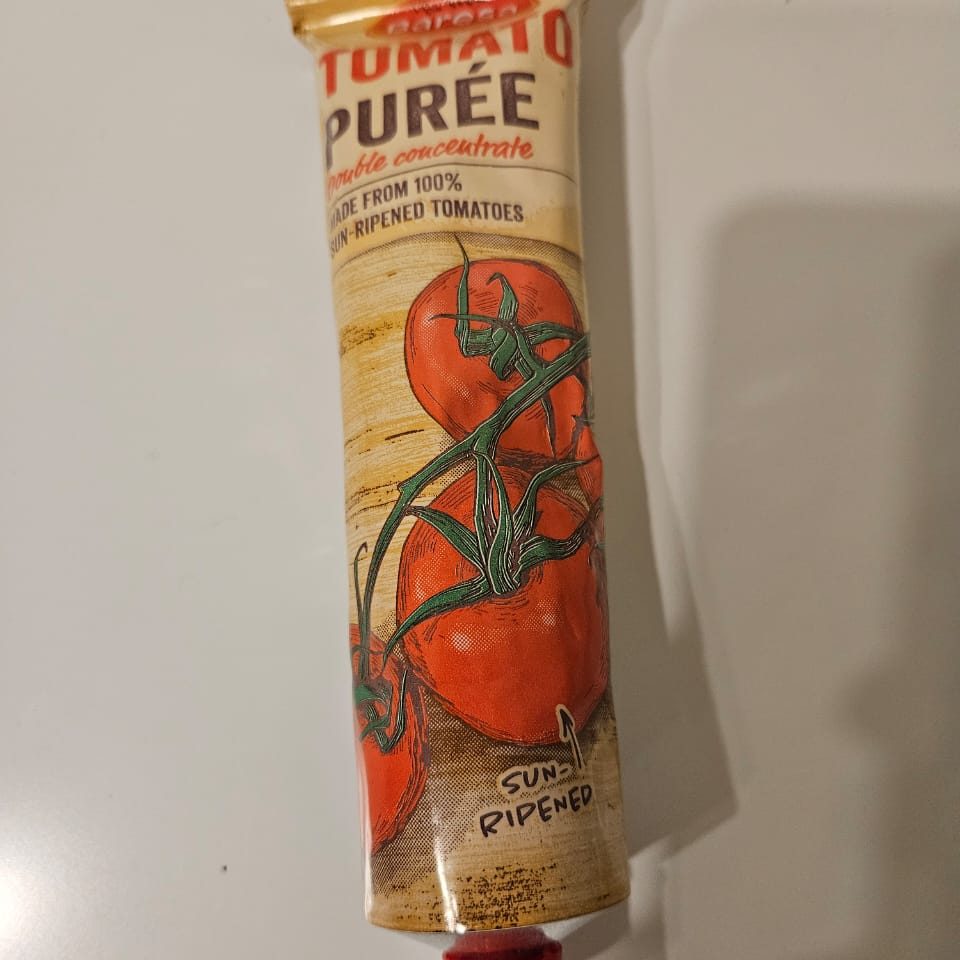 TOMATO
PURÉE
Double concentrate
MADE FROM 100%
SUN-RIPENED TOMATOES
SUN-
RIPENED